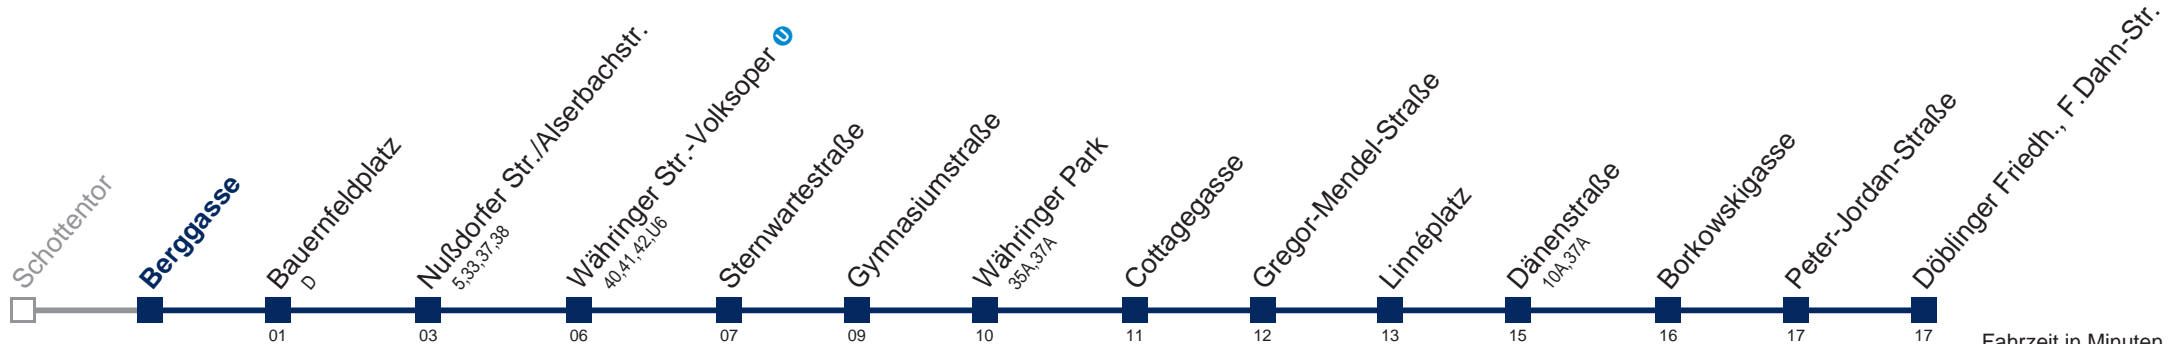 Schottentor
Berggasse
Bauernfeldplatz
D
Nußdorfer Str./Alserbachstr.
5,33,37,38
Währinger Str.-Volksoper U
40,41,42,U6
Sternwartestraße
Gymnasiumstraße
Währinger Park
35A,37A
Cottagegasse
Gregor-Mendel-Straße
Linnéplatz
Dänenstraße
10A,37A
Borkowskigasse
Peter-Jordan-Straße
Döblinger Friedh., F.Dahn-Str.
01 03 06 07 09 10 11 12 13 15 16 17 17
Fahrzeit in Minuten